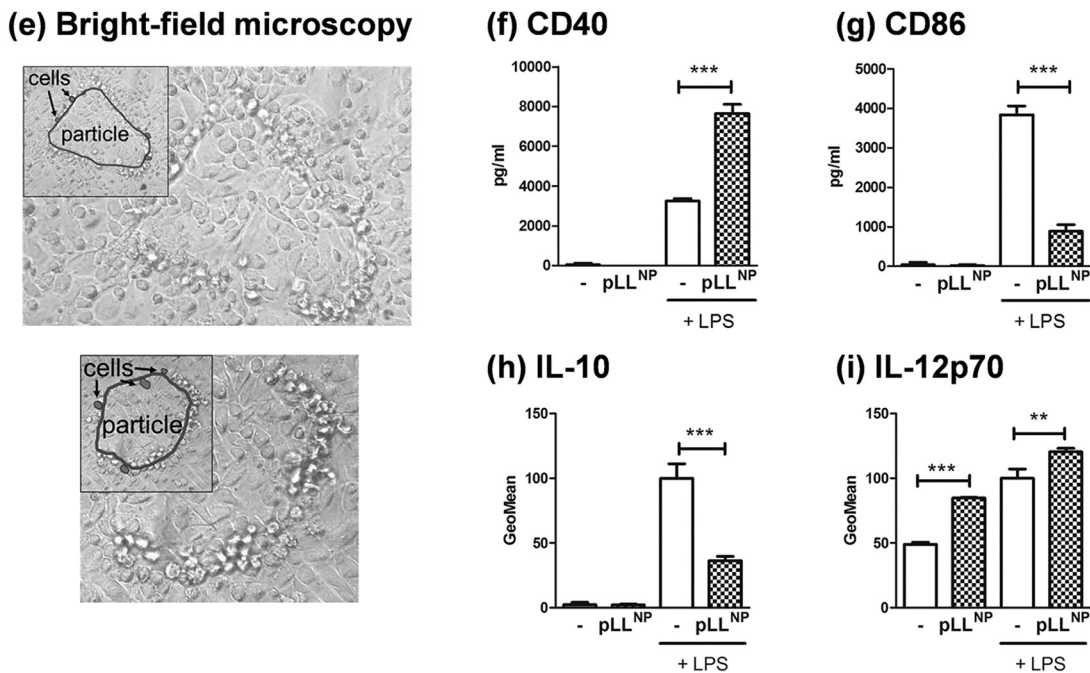 (e) Bright-field microscopy
cells
particle
cells
particle
(f) CD40
10000
8000
6000
4000
2000
0
pg/ml
***
- pLL^NP - pLL^NP
+ LPS
(g) CD86
5000
4000
3000
2000
1000
0
pg/ml
***
- pLL^NP - pLL^NP
+ LPS
(h) IL-10
150
100
50
0
GeoMean
***
- pLL^NP - pLL^NP
+ LPS
(i) IL-12p70
150
100
50
0
GeoMean
***
**
- pLL^NP - pLL^NP
+ LPS